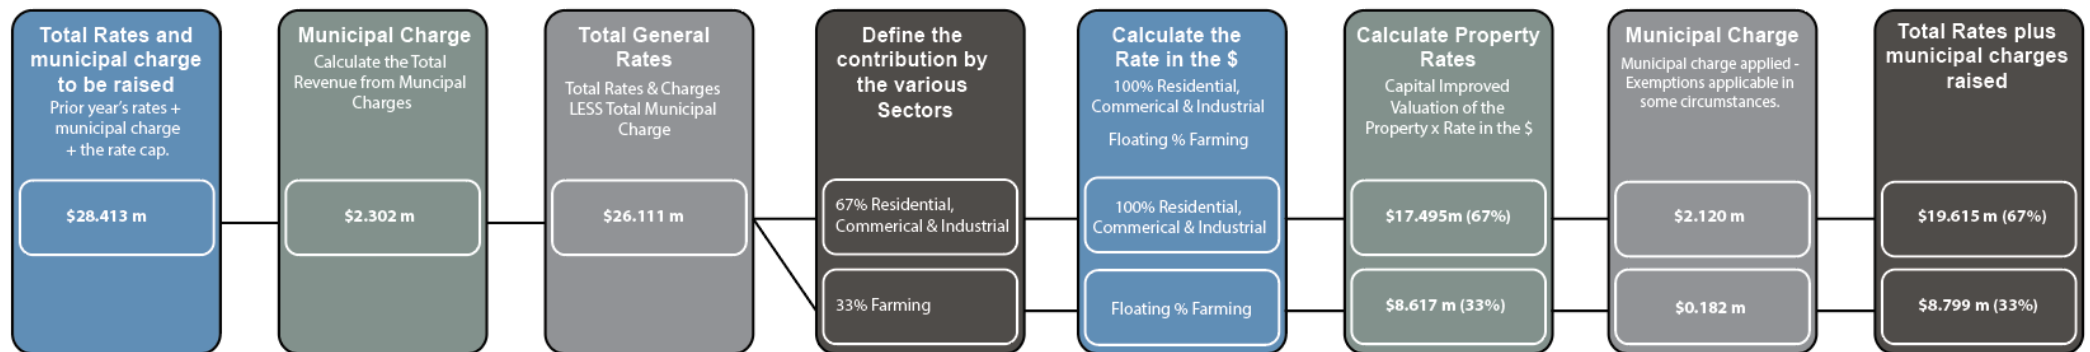 Total Rates and
municipal charge
to be raised
Prior year's rates +
municipal charge
+ the rate cap.
$28.413 m
Municipal Charge
Calculate the Total
Revenue from Muncipal
Charges
$2.302 m
Total General
Rates
Total Rates & Charges
LESS Total Municipal
Charge
$26.111 m
Define the
contribution by
the various
Sectors
67% Residential,
Commerical & Industrial
33% Farming
Calculate the
Rate in the $
100% Residential,
Commerical & Industrial
Floating % Farming
100% Residential,
Commerical & Industrial
Floating % Farming
Calculate Property
Rates
Capital Improved
Valuation of the
Property x Rate in the $
$17.495m (67%)
$8.617 m (33%)
Municipal Charge
Municipal charge applied -
Exemptions applicable in
some circumstances.
$2.120 m
$0.182 m
Total Rates plus
municipal charges
raised
$19.615 m (67%)
$8.799 m (33%)